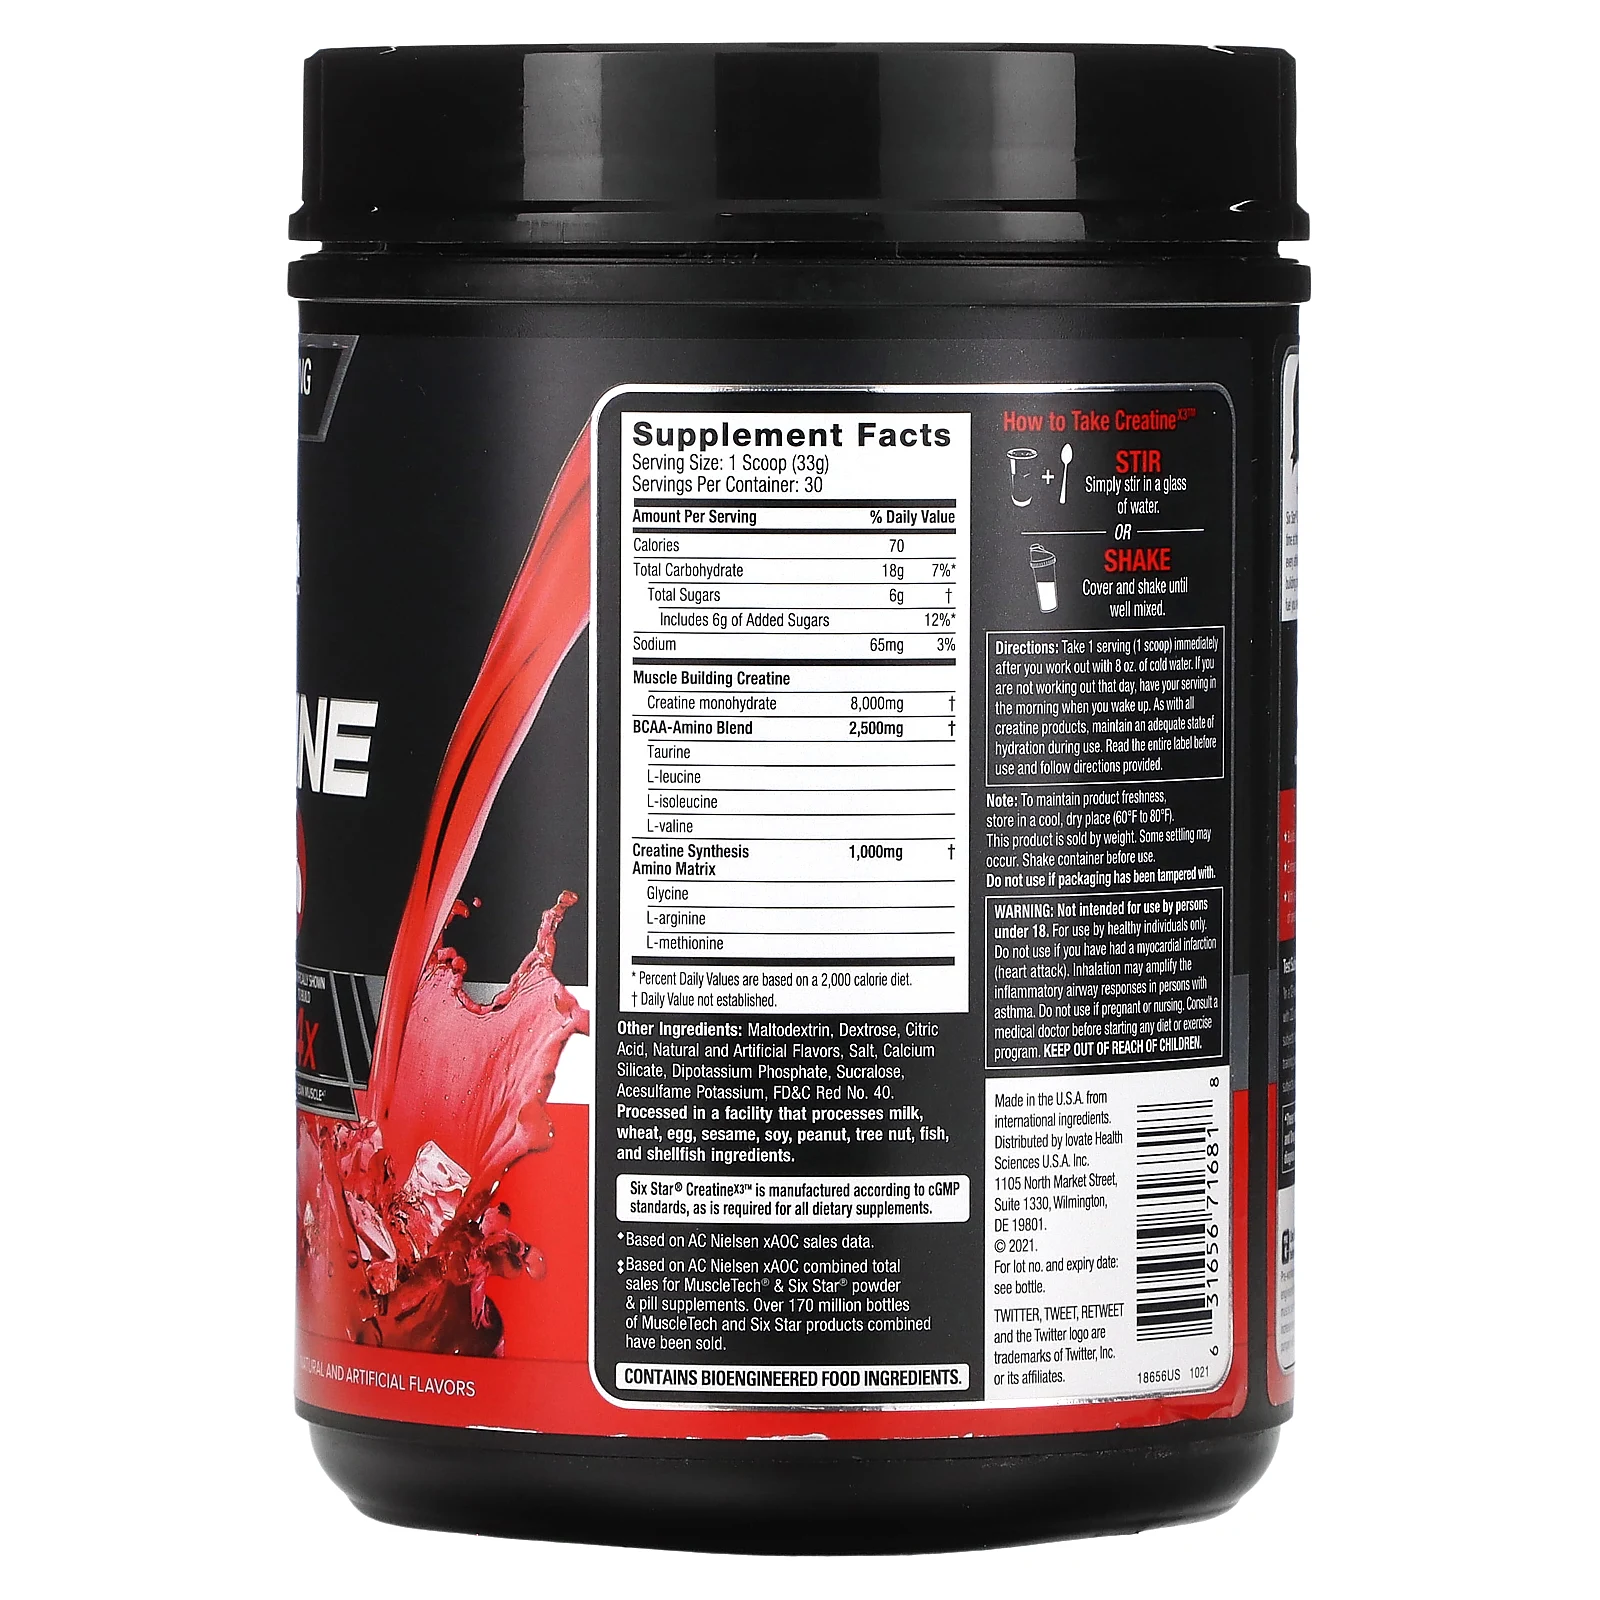 MG
INE
4X
LEAN MUSCLE
NATURAL AND ARTIFICIAL FLAVORS
Supplement Facts
Serving Size: 1 Scoop (33g)
Servings Per Container: 30
Amount Per Serving % Daily Value
Calories 70
Total Carbohydrate 18g 7%*
Total Sugars 6g †
Includes 6g of Added Sugars 12%*
Sodium 65mg 3%
Muscle Building Creatine
Creatine monohydrate 8,000mg †
BCAA-Amino Blend 2,500mg †
Taurine
L-leucine
L-isoleucine
L-valine
Creatine Synthesis 1,000mg †
Amino Matrix
Glycine
L-arginine
L-methionine
* Percent Daily Values are based on a 2,000 calorie diet.
† Daily Value not established.
Other Ingredients: Maltodextrin, Dextrose, Citric
Acid, Natural and Artificial Flavors, Salt, Calcium
Silicate, Dipotassium Phosphate, Sucralose,
Acesulfame Potassium, FD&C Red No. 40.
Processed in a facility that processes milk,
wheat, egg, sesame, soy, peanut, tree nut, fish,
and shellfish ingredients.
Six Star® CreatineX3™ is manufactured according to cGMP
standards, as is required for all dietary supplements.
◆Based on AC Nielsen xAOC sales data.
‡Based on AC Nielsen xAOC combined total
sales for MuscleTech® & Six Star® powder
& pill supplements. Over 170 million bottles
of MuscleTech and Six Star products combined
have been sold.
CONTAINS BIOENGINEERED FOOD INGREDIENTS.
How to Take CreatineX3™
+
STIR
Simply stir in a glass
of water.
OR
SHAKE
Cover and shake until
well mixed.
Directions: Take 1 serving (1 scoop) immediately
after you work out with 8 oz. of cold water. If you
are not working out that day, have your serving in
the morning when you wake up. As with all
creatine products, maintain an adequate state of
hydration during use. Read the entire label before
use and follow directions provided.
Note: To maintain product freshness,
store in a cool, dry place (60°F to 80°F).
This product is sold by weight. Some settling may
occur. Shake container before use.
Do not use if packaging has been tampered with.
WARNING: Not intended for use by persons
under 18. For use by healthy individuals only.
Do not use if you have had a myocardial infarction
(heart attack). Inhalation may amplify the
inflammatory airway responses in persons with
asthma. Do not use if pregnant or nursing. Consult a
medical doctor before starting any diet or exercise
program. KEEP OUT OF REACH OF CHILDREN.
Made in the U.S.A. from
international ingredients.
Distributed by Iovate Health
Sciences U.S.A. Inc.
1105 North Market Street,
Suite 1330, Wilmington,
DE 19801.
© 2021.
For lot no. and expiry date:
see bottle.
TWITTER, TWEET, RETWEET
and the Twitter logo are
trademarks of Twitter, Inc.
or its affiliates.
6 31656 71681 8
18656US 1021